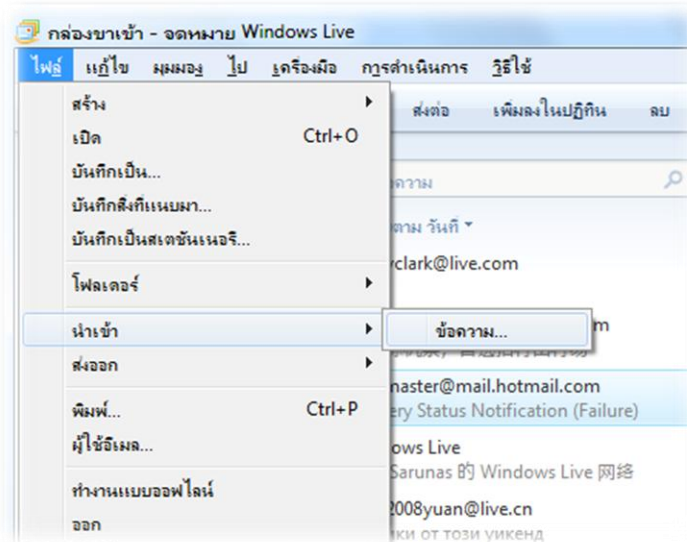 กล่องขาเข้า - จดหมาย Windows Live
ไฟล์ แก้ไข มุมมอง ไป เครื่องมือ การดำเนินการ วิธีใช้
สร้าง
ส่งต่อ เพิ่มลงในปฏิทิน ลบ
เปิด Ctrl+O
บันทึกเป็น...
บันทึกสิ่งที่แนบมา...
บันทึกเป็นสเตชันเนอรี...
ตาม วันที่
clark@live.com
โฟลเดอร์
นำเข้า
ข้อความ...
m
ส่งออก
master@mail.hotmail.com
ery Status Notification (Failure)
พิมพ์... Ctrl+P
ผู้ใช้อีเมล...
ows Live
Sarunas 的 Windows Live 网络
ทำงานแบบออฟไลน์
2008yuan@live.cn
ออก
ки от този уикенд